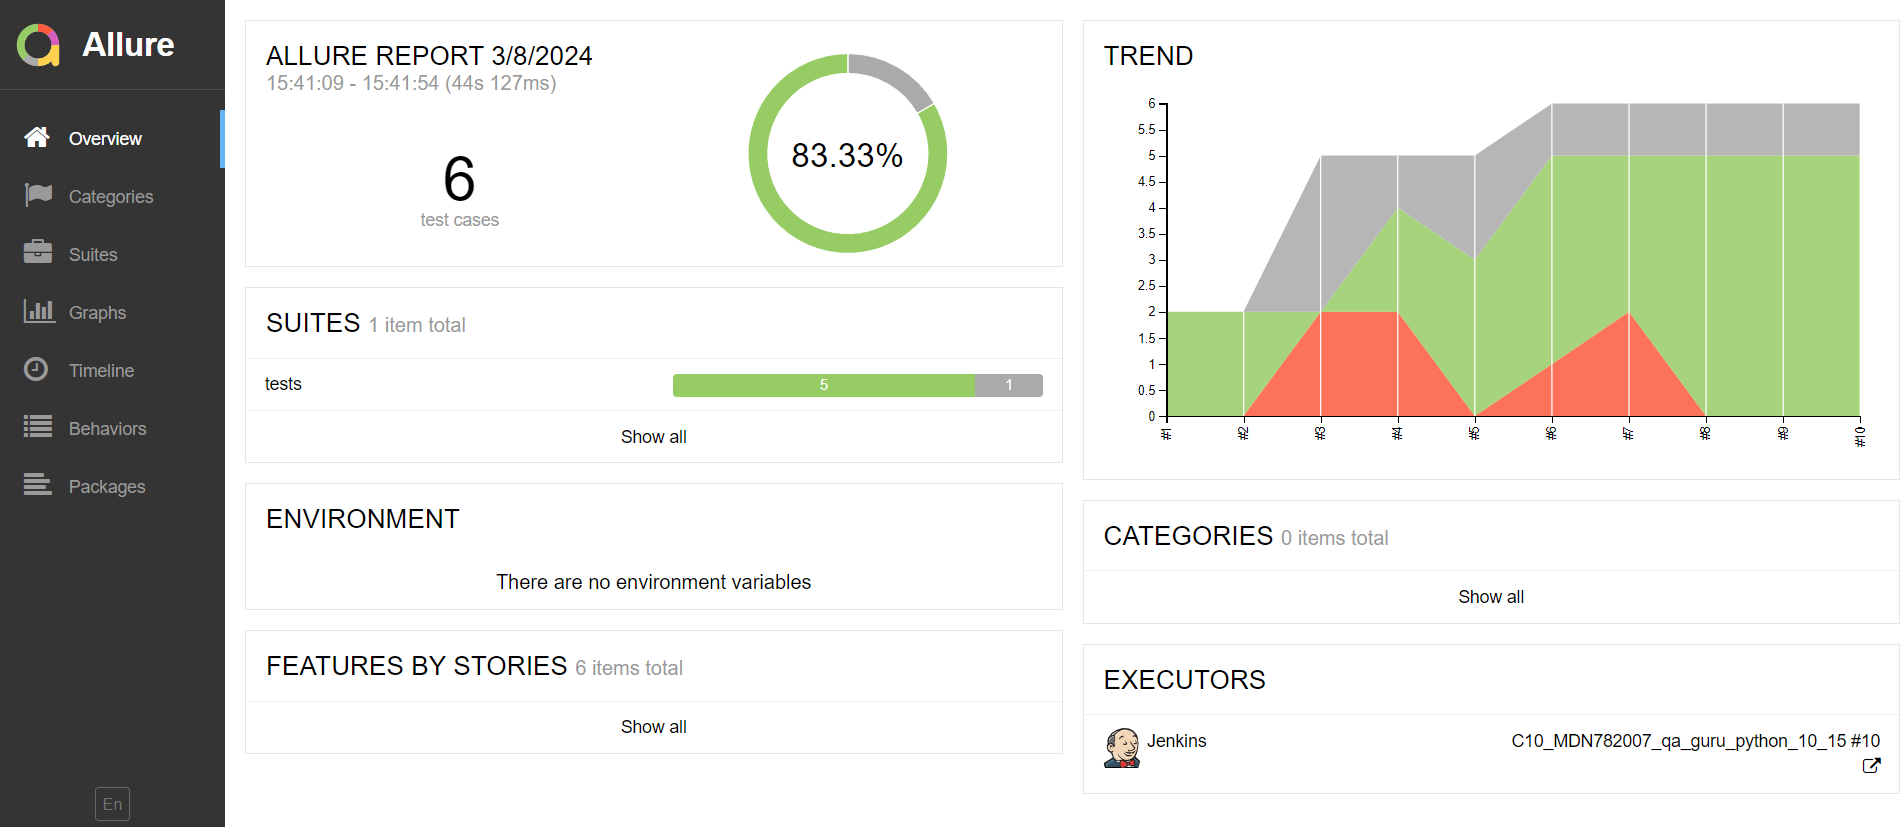 Allure
Overview
Categories
Suites
Graphs
Timeline
Behaviors
Packages
En
ALLURE REPORT 3/8/2024
15:41:09 - 15:41:54 (44s 127ms)
6
test cases
83.33%
SUITES 1 item total
tests
5 1
Show all
ENVIRONMENT
There are no environment variables
FEATURES BY STORIES 6 items total
Show all
TREND
6
5.5
5
4.5
4
3.5
3
2.5
2
1.5
1
0.5
0
#1 #2 #3 #4 #5 #6 #7 #8 #9 #10
CATEGORIES 0 items total
Show all
EXECUTORS
Jenkins C10_MDN782007_qa_guru_python_10_15 #10